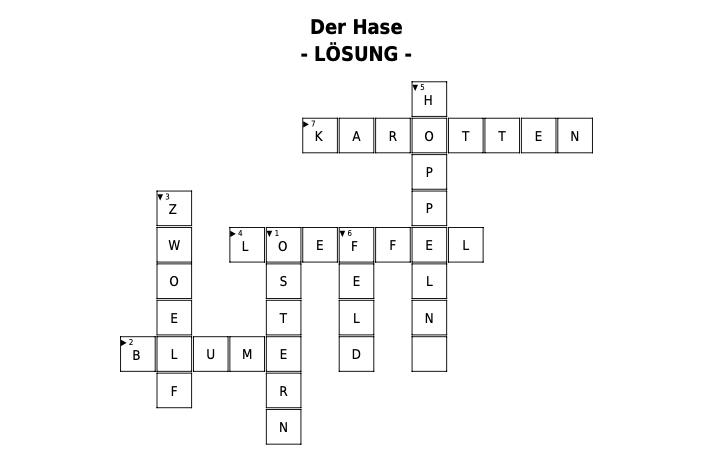 Der Hase
- LÖSUNG -
▼5
H
▶7
K A R O T T E N
P
▼3
Z P
W ▶4 L ▼1 O E ▼6 F F E L
O S E L
E T L N
▶2 B L U M E D
F R
N